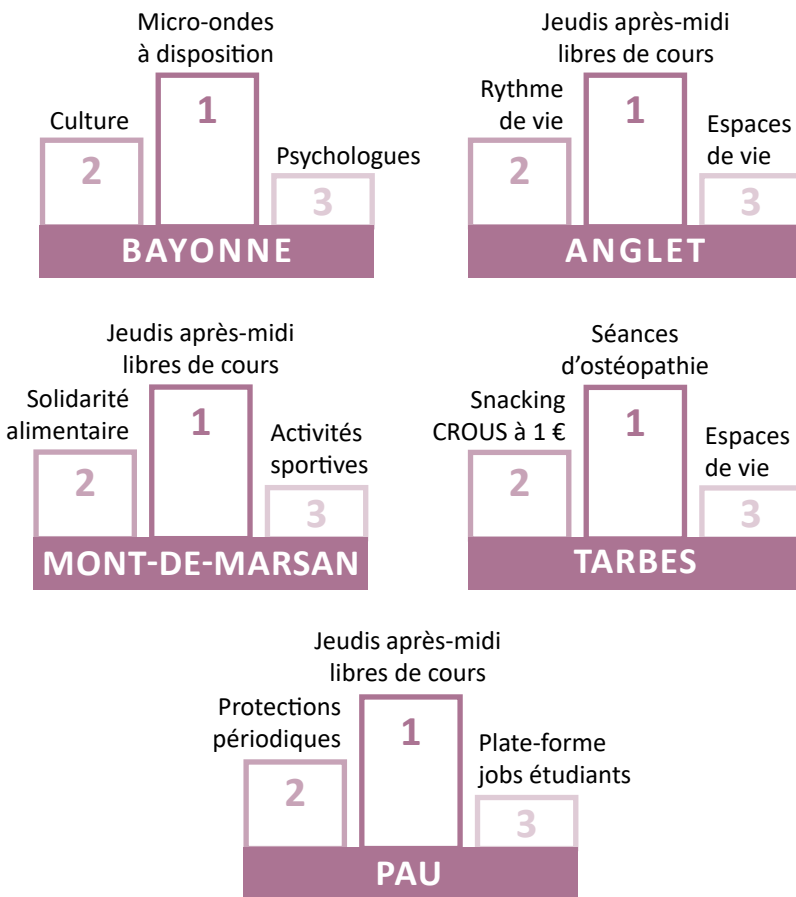 Micro-ondes
à disposition
1
Culture
2
Psychologues
3
BAYONNE
Jeudis après-midi
libres de cours
1
Rythme
de vie
2
Espaces
de vie
3
ANGLET
Jeudis après-midi
libres de cours
1
Solidarité
alimentaire
2
Activités
sportives
3
MONT-DE-MARSAN
Séances
d'ostéopathie
1
Snacking
CROUS à 1 €
2
Espaces
de vie
3
TARBES
Jeudis après-midi
libres de cours
1
Protections
périodiques
2
Plate-forme
jobs étudiants
3
PAU